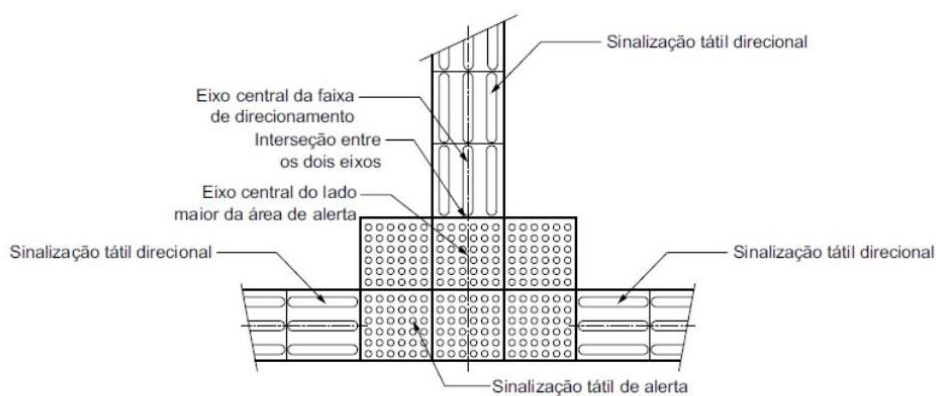 Sinalização tátil direcional
Eixo central da faixa
de direcionamento
Interseção entre
os dois eixos
Eixo central do lado
maior da área de alerta
Sinalização tátil direcional
Sinalização tátil direcional
Sinalização tátil de alerta